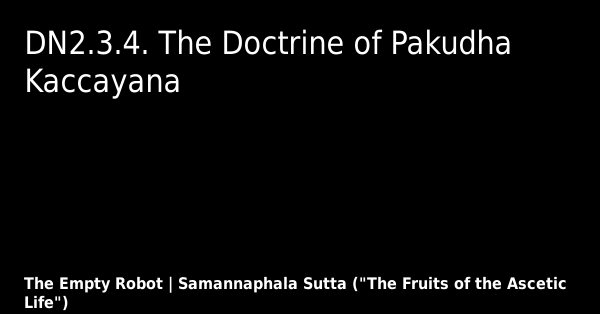 DN2.3.4. The Doctrine of Pakudha
Kaccayana
The Empty Robot | Samannaphala Sutta ("The Fruits of the Ascetic
Life")